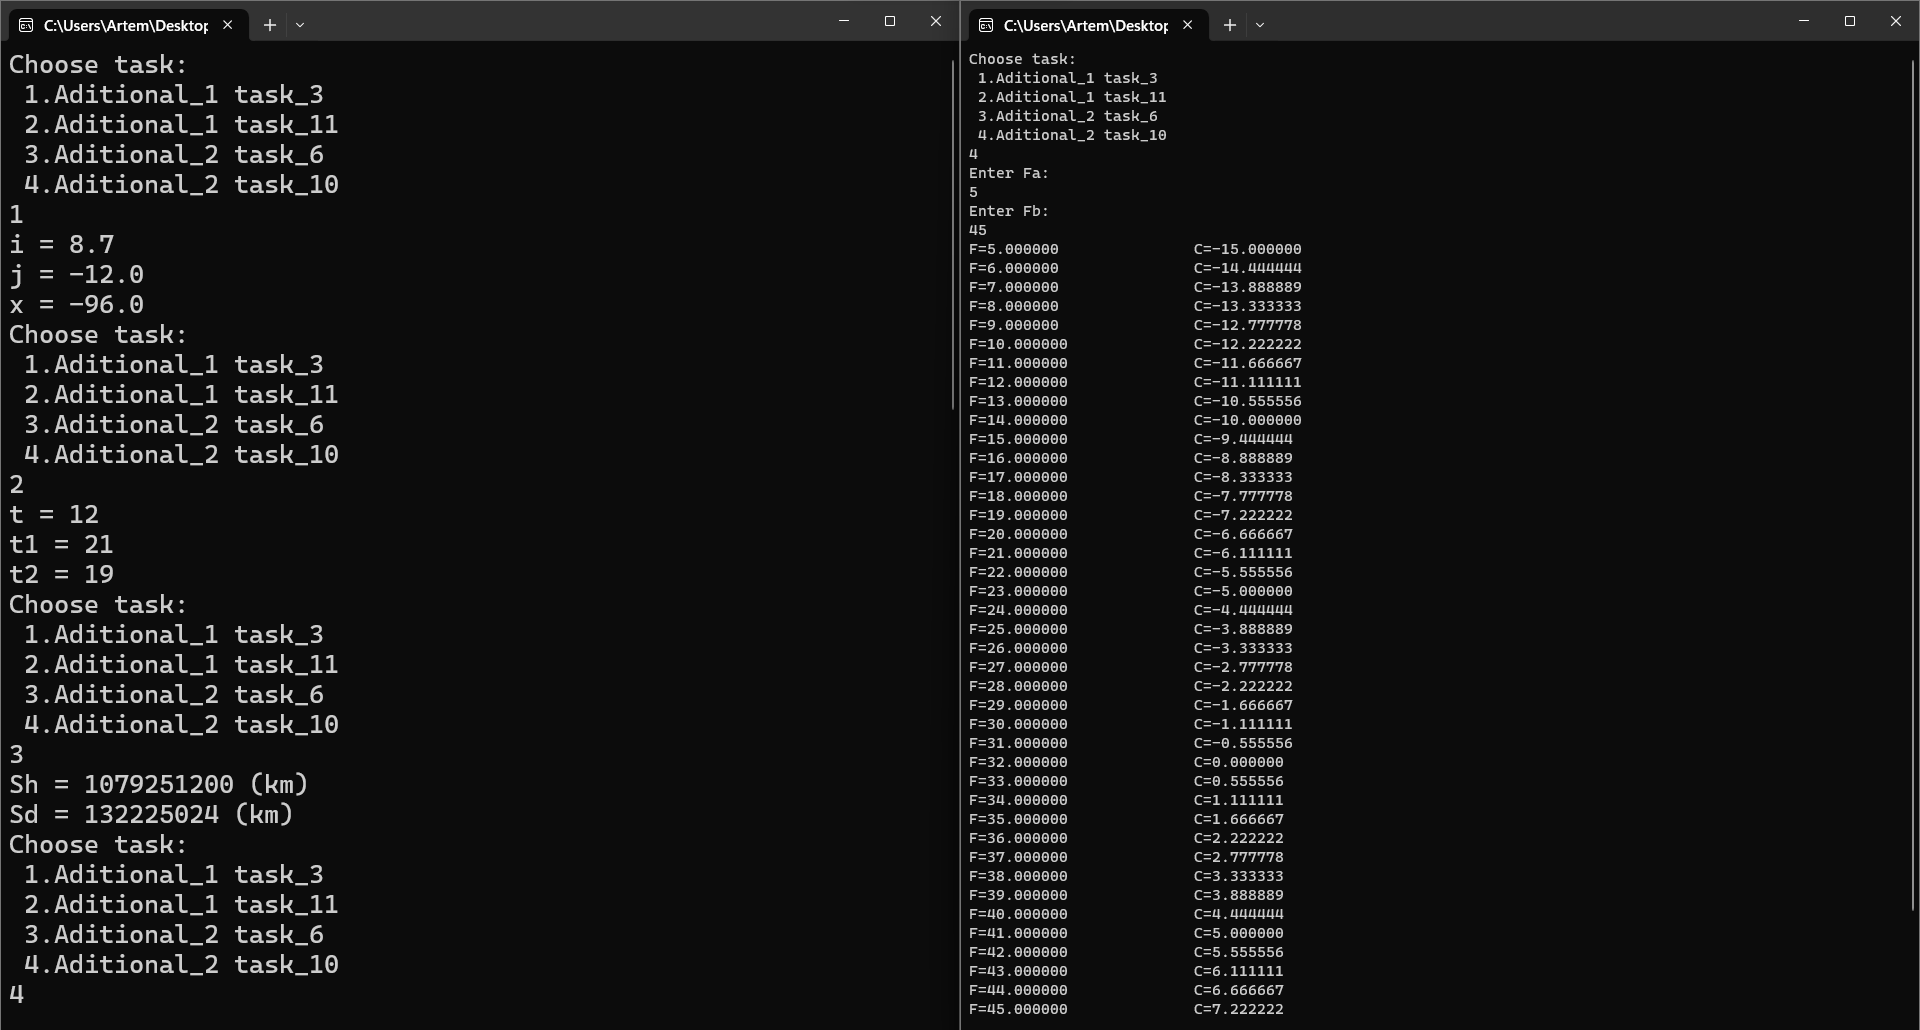 C:\Users\Artem\Desktop
Choose task:
 1.Aditional_1 task_3
 2.Aditional_1 task_11
 3.Aditional_2 task_6
 4.Aditional_2 task_10
1
i = 8.7
j = -12.0
x = -96.0
Choose task:
 1.Aditional_1 task_3
 2.Aditional_1 task_11
 3.Aditional_2 task_6
 4.Aditional_2 task_10
2
t = 12
t1 = 21
t2 = 19
Choose task:
 1.Aditional_1 task_3
 2.Aditional_1 task_11
 3.Aditional_2 task_6
 4.Aditional_2 task_10
3
Sh = 1079251200 (km)
Sd = 132225024 (km)
Choose task:
 1.Aditional_1 task_3
 2.Aditional_1 task_11
 3.Aditional_2 task_6
 4.Aditional_2 task_10
4
C:\Users\Artem\Desktop
Choose task:
 1.Aditional_1 task_3
 2.Aditional_1 task_11
 3.Aditional_2 task_6
 4.Aditional_2 task_10
4
Enter Fa:
5
Enter Fb:
45
F=5.000000 C=-15.000000
F=6.000000 C=-14.444444
F=7.000000 C=-13.888889
F=8.000000 C=-13.333333
F=9.000000 C=-12.777778
F=10.000000 C=-12.222222
F=11.000000 C=-11.666667
F=12.000000 C=-11.111111
F=13.000000 C=-10.555556
F=14.000000 C=-10.000000
F=15.000000 C=-9.444444
F=16.000000 C=-8.888889
F=17.000000 C=-8.333333
F=18.000000 C=-7.777778
F=19.000000 C=-7.222222
F=20.000000 C=-6.666667
F=21.000000 C=-6.111111
F=22.000000 C=-5.555556
F=23.000000 C=-5.000000
F=24.000000 C=-4.444444
F=25.000000 C=-3.888889
F=26.000000 C=-3.333333
F=27.000000 C=-2.777778
F=28.000000 C=-2.222222
F=29.000000 C=-1.666667
F=30.000000 C=-1.111111
F=31.000000 C=-0.555556
F=32.000000 C=0.000000
F=33.000000 C=0.555556
F=34.000000 C=1.111111
F=35.000000 C=1.666667
F=36.000000 C=2.222222
F=37.000000 C=2.777778
F=38.000000 C=3.333333
F=39.000000 C=3.888889
F=40.000000 C=4.444444
F=41.000000 C=5.000000
F=42.000000 C=5.555556
F=43.000000 C=6.111111
F=44.000000 C=6.666667
F=45.000000 C=7.222222